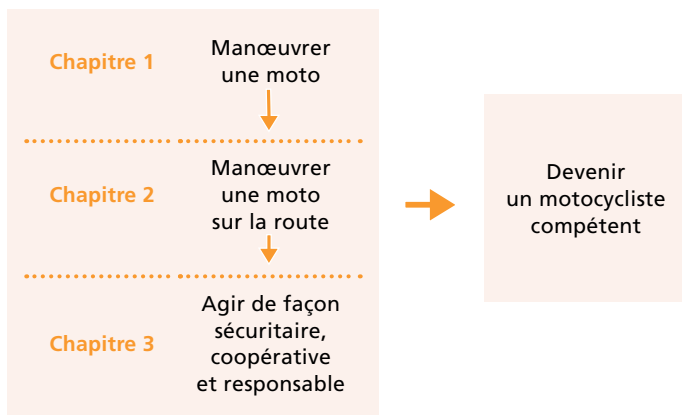 Chapitre 1
Manœuvrer
une moto
Chapitre 2
Manœuvrer
une moto
sur la route
Chapitre 3
Agir de façon
sécuritaire,
coopérative
et responsable
Devenir
un motocycliste
compétent